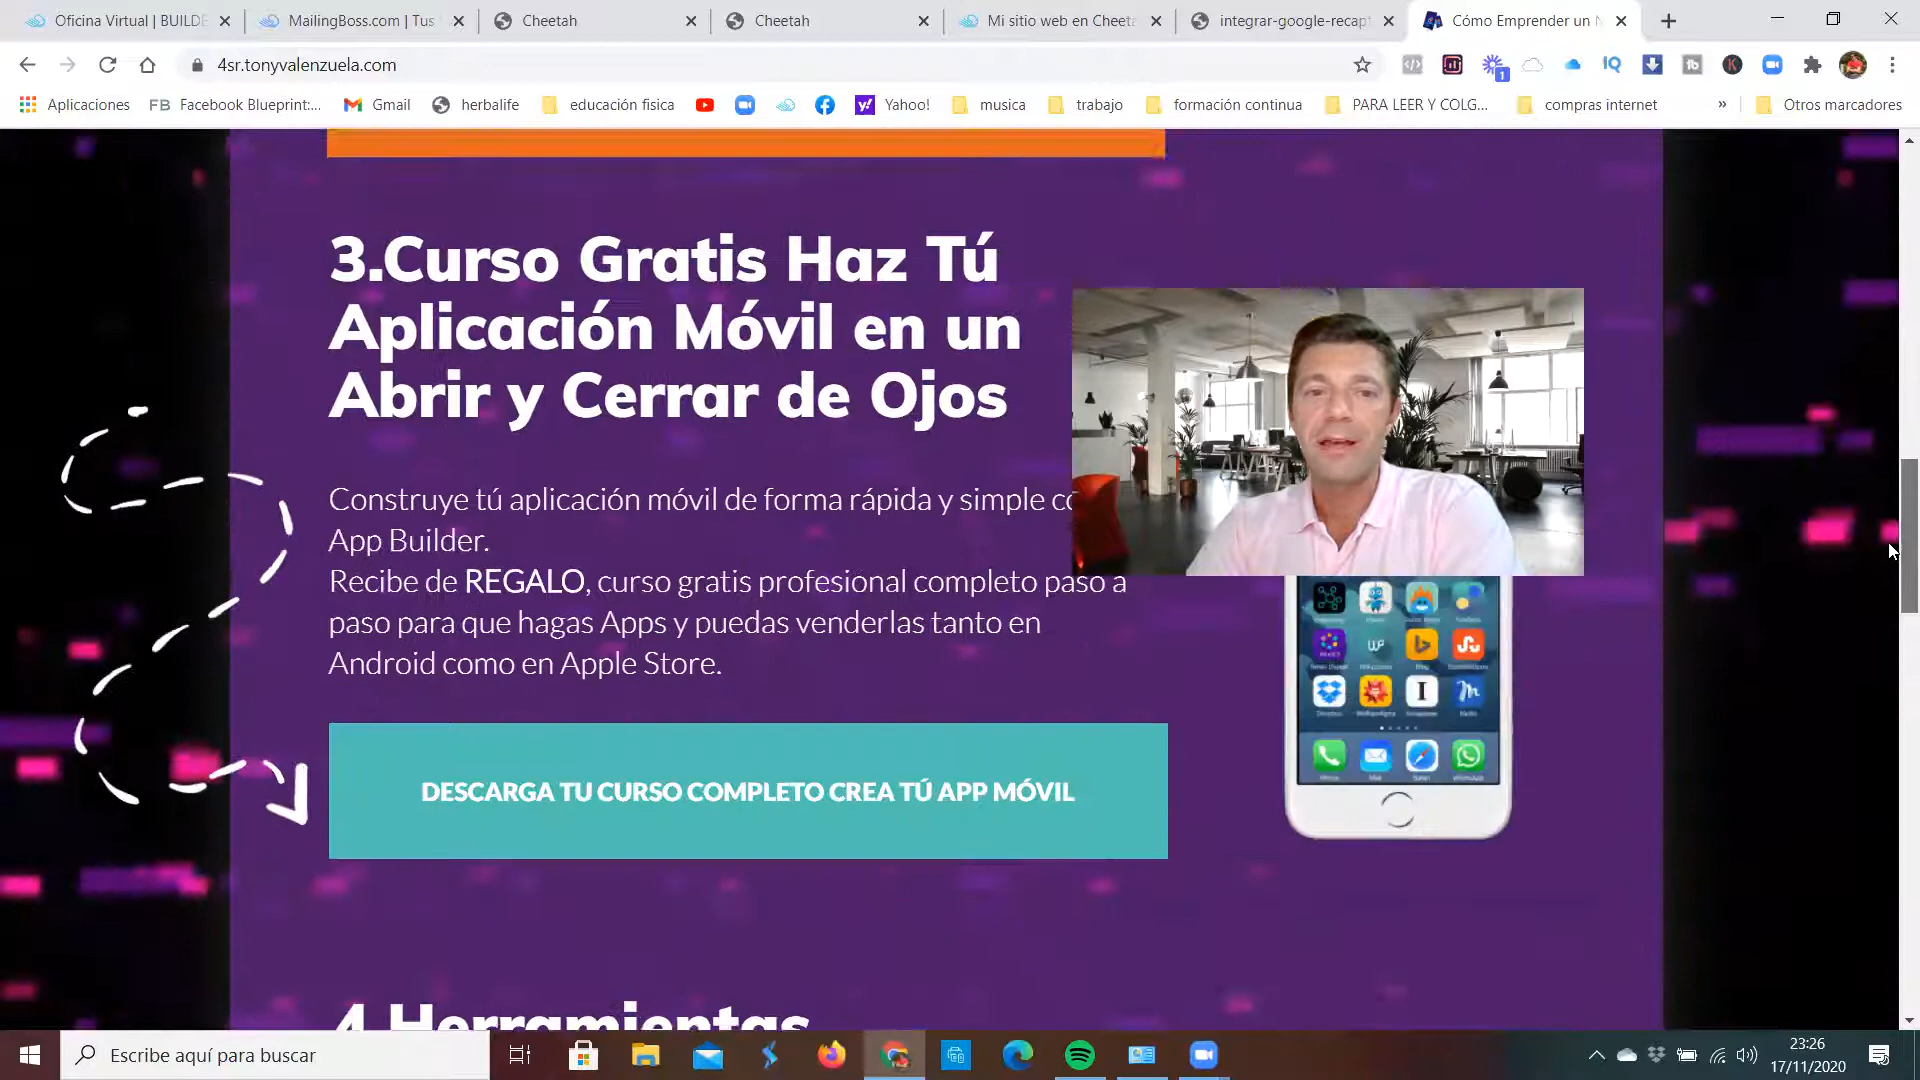 Oficina Virtual | BUILDE
MailingBoss.com | Tus
Cheetah
Cheetah
Mi sitio web en Cheeta
integrar-google-recapt
Cómo Emprender un N
4sr.tonyvalenzuela.com
1
Aplicaciones
FB Facebook Blueprint:...
Gmail
herbalife
educación fisica
Yahoo!
musica
trabajo
formación continua
PARA LEER Y COLG...
compras internet
»
Otros marcadores
3.Curso Gratis Haz Tú
Aplicación Móvil en un
Abrir y Cerrar de Ojos
Construye tú aplicación móvil de forma rápida y simple co
App Builder.
Recibe de REGALO, curso gratis profesional completo paso a
paso para que hagas Apps y puedas venderlas tanto en
Android como en Apple Store.
DESCARGA TU CURSO COMPLETO CREA TÚ APP MÓVIL
4.Herramientas
Escribe aquí para buscar
23:26
17/11/2020